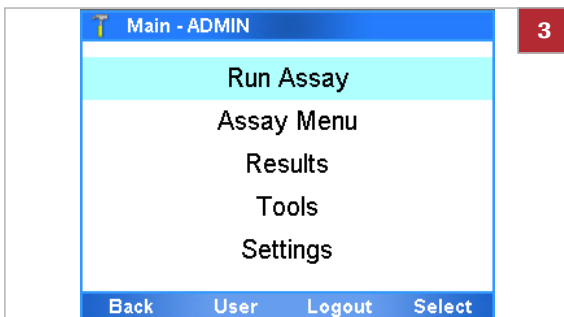 Main - ADMIN
3
Run Assay
Assay Menu
Results
Tools
Settings
Back User Logout Select